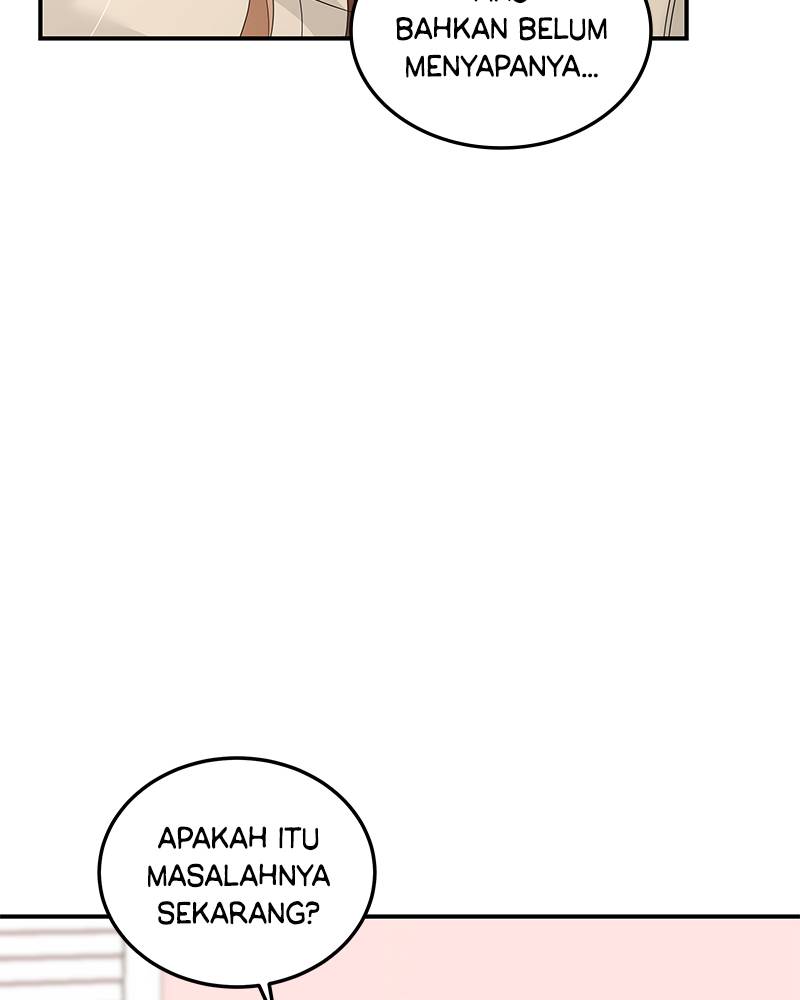 BAHKAN BELUM
MENYAPANYA...
APAKAH ITU
MASALAHNYA
SEKARANG?